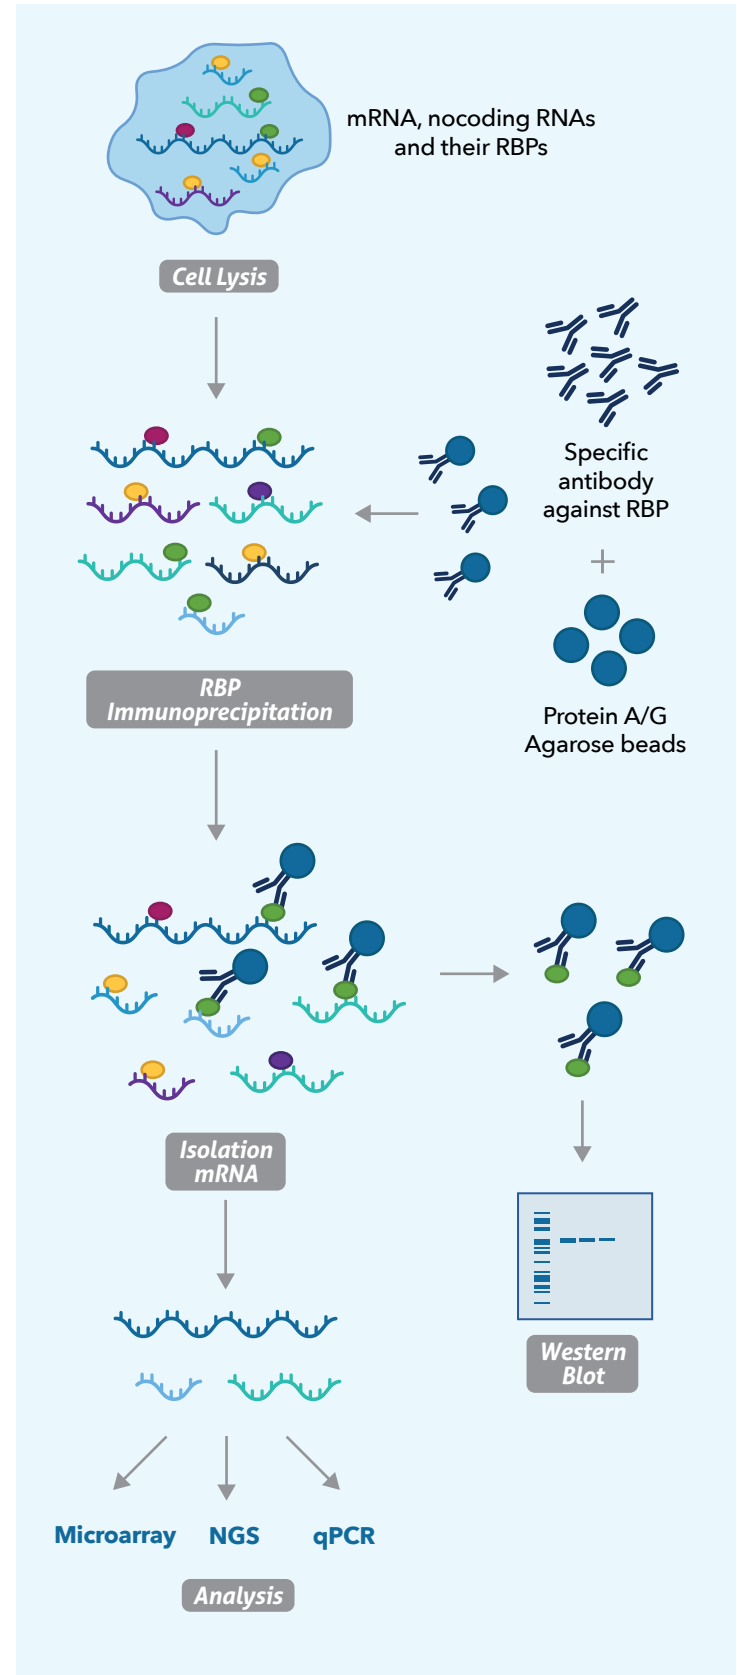 mRNA, nocoding RNAs
and their RBPs
Cell Lysis
Specific
antibody
against RBP
+
Protein A/G
Agarose beads
RBP
Immunoprecipitation
Isolation
mRNA
Western
Blot
Microarray
NGS
qPCR
Analysis